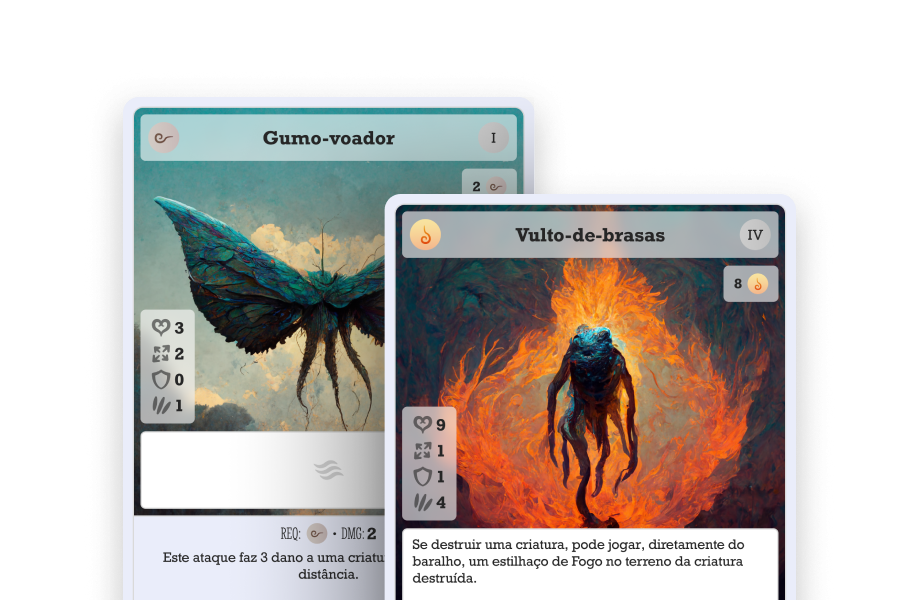 Gumo-voador
I
2
3
2
0
1
REQ: • DMG: 2
Este ataque faz 3 dano a uma
distância.
Vulto-de-brasas
IV
8
9
1
1
4
Se destruir uma criatura, pode jogar, diretamente do
baralho, um estilhaço de Fogo no terreno da criatura
destruída.